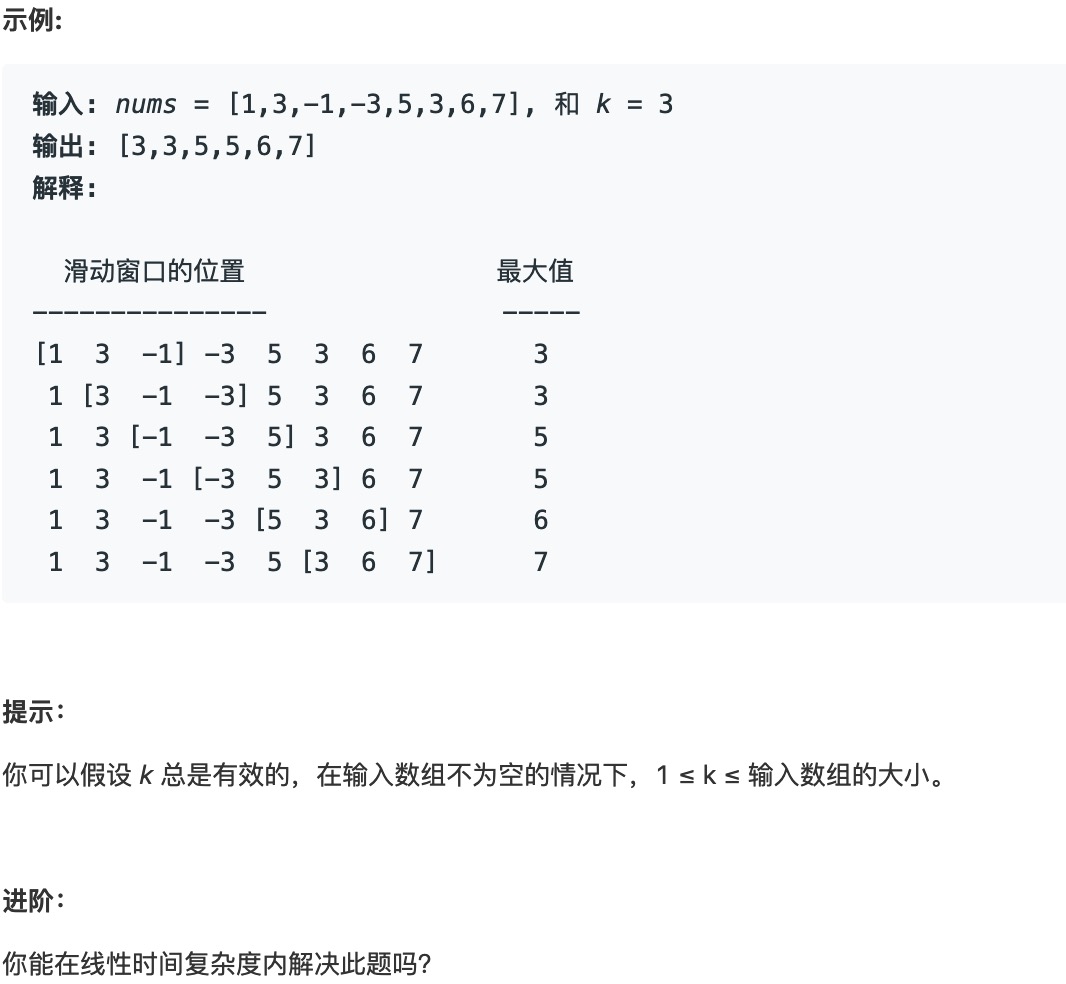 示例:
输入: nums = [1,3,-1,-3,5,3,6,7], 和 k = 3
输出: [3,3,5,5,6,7]
解释:
滑动窗口的位置                最大值
---------------               -----
[1  3  -1] -3  5  3  6  7       3
 1 [3  -1  -3] 5  3  6  7       3
 1  3 [-1  -3  5] 3  6  7       5
 1  3  -1 [-3  5  3] 6  7       5
 1  3  -1  -3 [5  3  6] 7       6
 1  3  -1  -3  5 [3  6  7]      7
提示：
你可以假设 k 总是有效的，在输入数组不为空的情况下，1 ≤ k ≤ 输入数组的大小。
进阶：
你能在线性时间复杂度内解决此题吗？